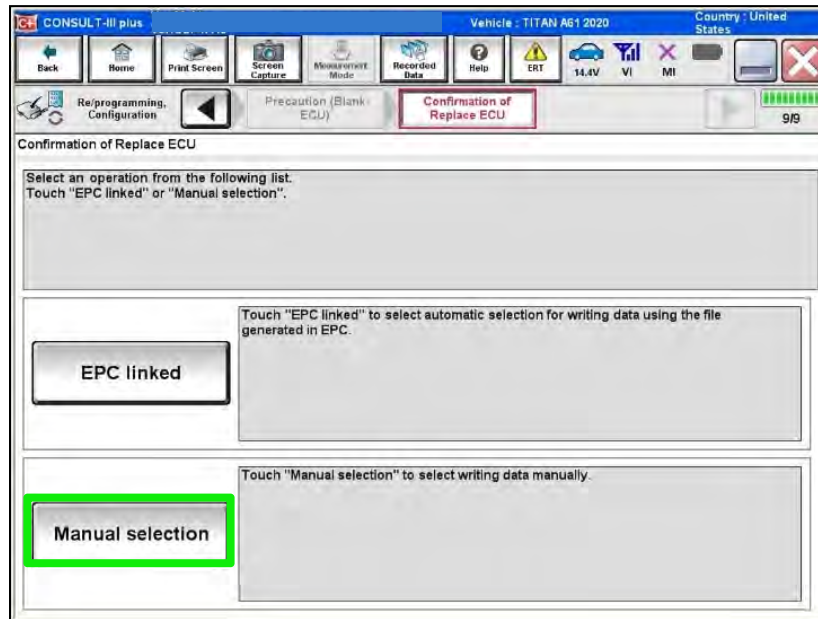 C+ CONSULT-III plus
Vehicle : TITAN A61 2020
Country : United
States
Back
Home
Print Screen
Screen
Capture
Measurement
Mode
Recorded
Data
Help
ERT
14.4V
VI
MI
Re/programming,
Configuration
Precaution (Blank
ECU)
Confirmation of
Replace ECU
9/9
Confirmation of Replace ECU
Select an operation from the following list.
Touch "EPC linked" or "Manual selection".
EPC linked
Touch "EPC linked" to select automatic selection for writing data using the file
generated in EPC.
Manual selection
Touch "Manual selection" to select writing data manually.